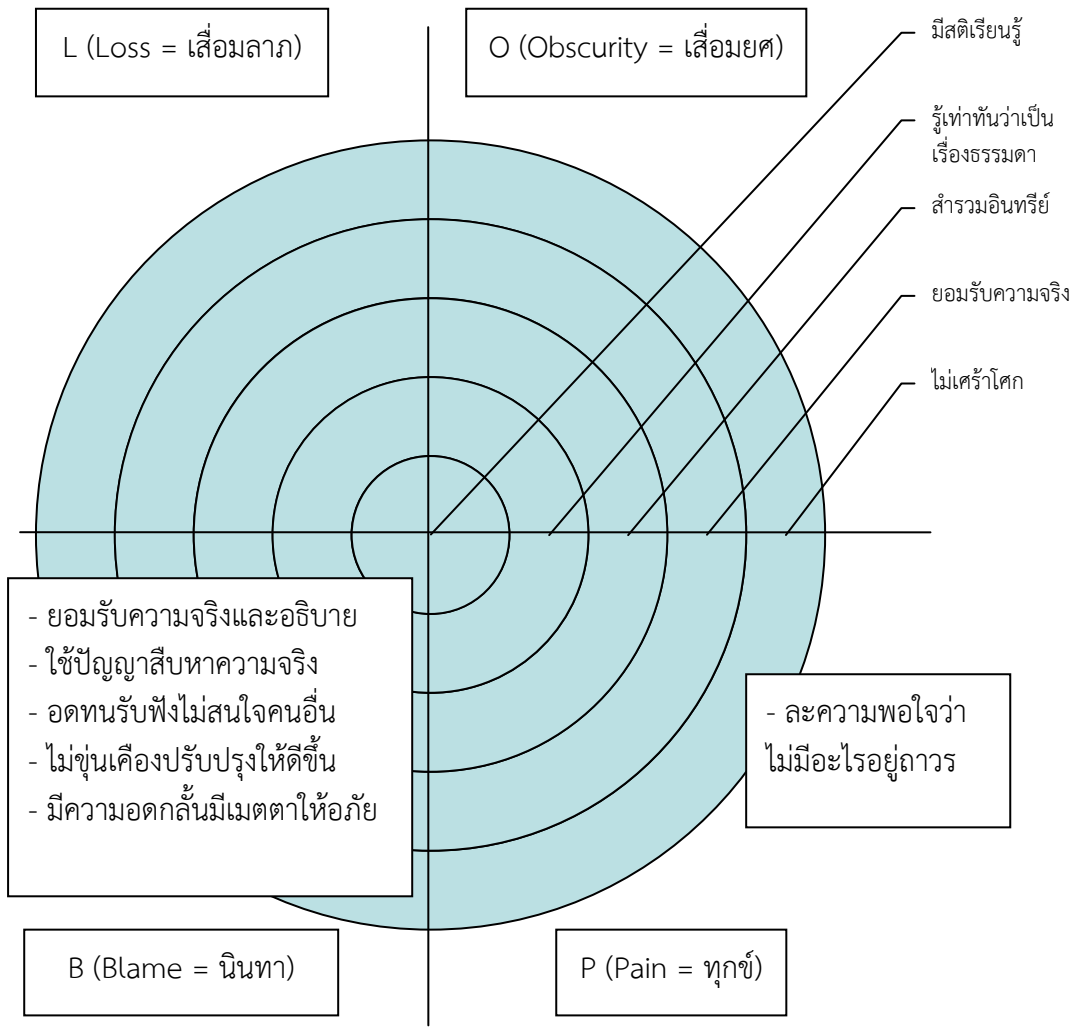 L (Loss = เสื่อมลาภ)
O (Obscurity = เสื่อมยศ)
มีสติเรียนรู้
รู้เท่าทันว่าเป็น
เรื่องธรรมดา
สำรวมอินทรีย์
ยอมรับความจริง
ไม่เศร้าโศก
- ยอมรับความจริงและอธิบาย
- ใช้ปัญญาสืบหาความจริง
- อดทนรับฟังไม่สนใจคนอื่น
- ไม่ขุ่นเคืองปรับปรุงให้ดีขึ้น
- มีความอดกลั้นมีเมตตาให้อภัย
- ละความพอใจว่า
ไม่มีอะไรอยู่ถาวร
B (Blame = นินทา)
P (Pain = ทุกข์)